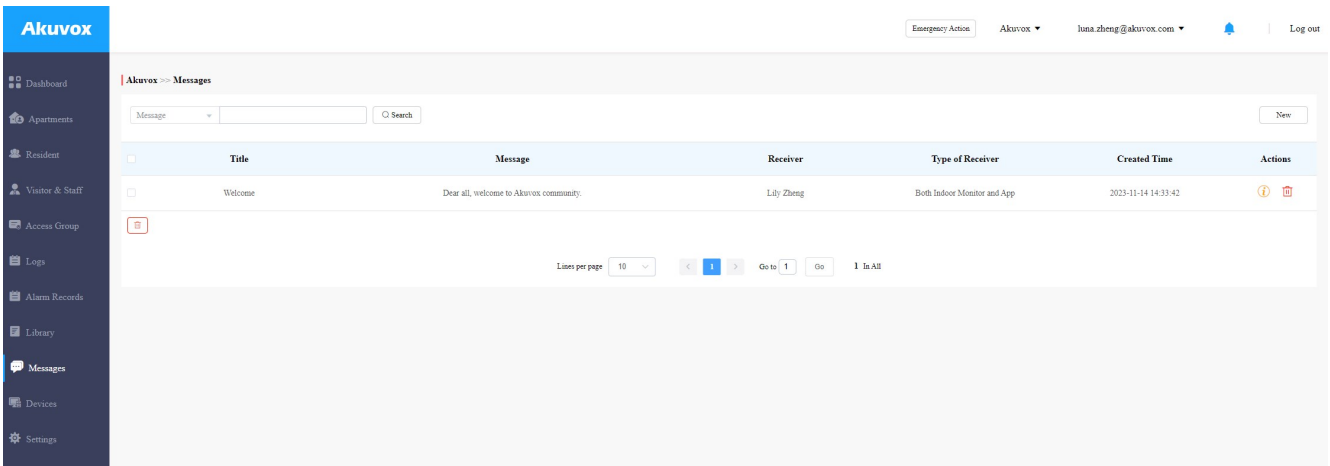 Akuvox
Emergency Action Akuvox luna.zheng@akuvox.com Log out
Dashboard
Apartments
Resident
Visitor & Staff
Access Group
Logs
Alarm Records
Library
Messages
Devices
Settings
Akuvox >> Messages
Message Search New
Title Message Receiver Type of Receiver Created Time Actions
Welcome Dear all, welcome to Akuvox community. Lily Zheng Both Indoor Monitor and App 2023-11-14 14:33:42
Lines per page 10 < 1 > Go to 1 Go 1 In All